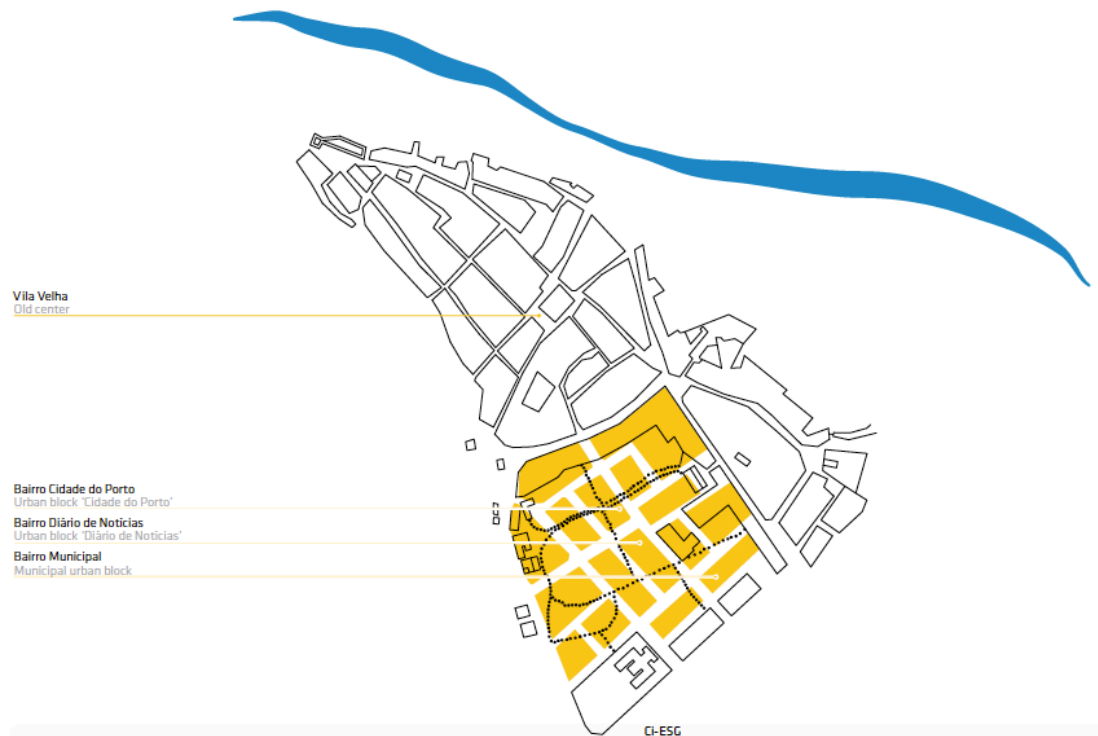 Vila Velha
Old center
Bairro Cidade do Porto
Urban block 'Cidade do Porto'
Bairro Diário de Notícias
Urban block 'Diário de Noticias'
Bairro Municipal
Municipal urban block
Ci-ESG